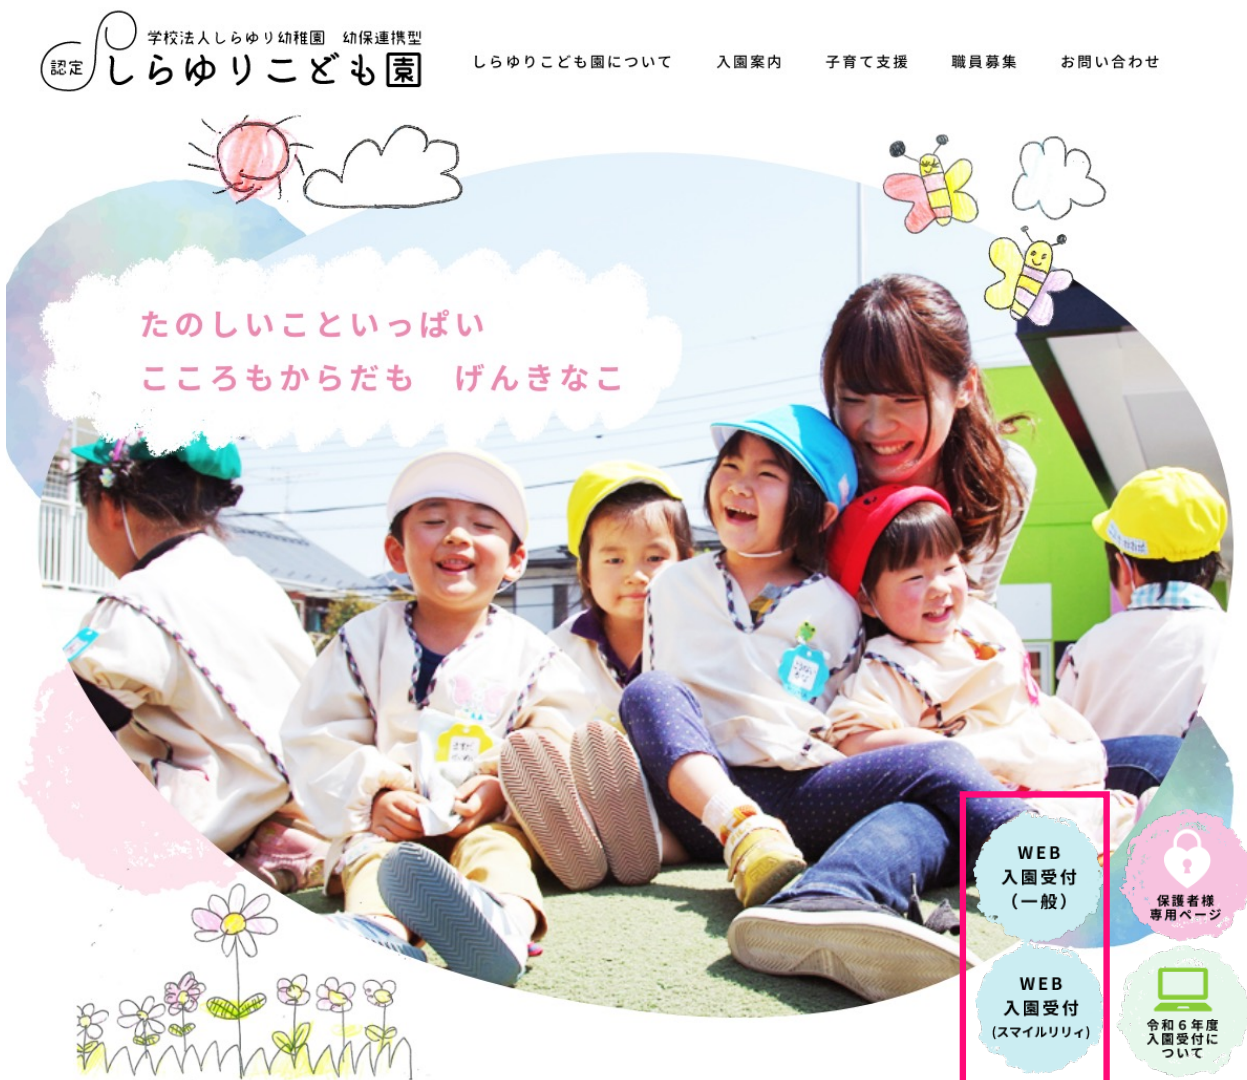 学校法人しらゆり幼稚園　幼保連携型
認定
しらゆりこども園
しらゆりこども園について
入園案内
子育て支援
職員募集
お問い合わせ
たのしいこといっぱい
こころもからだも　げんきなこ
WEB
入園受付
（一般）
保護者様
専用ページ
WEB
入園受付
(スマイルリリィ)
令和６年度
入園受付に
ついて